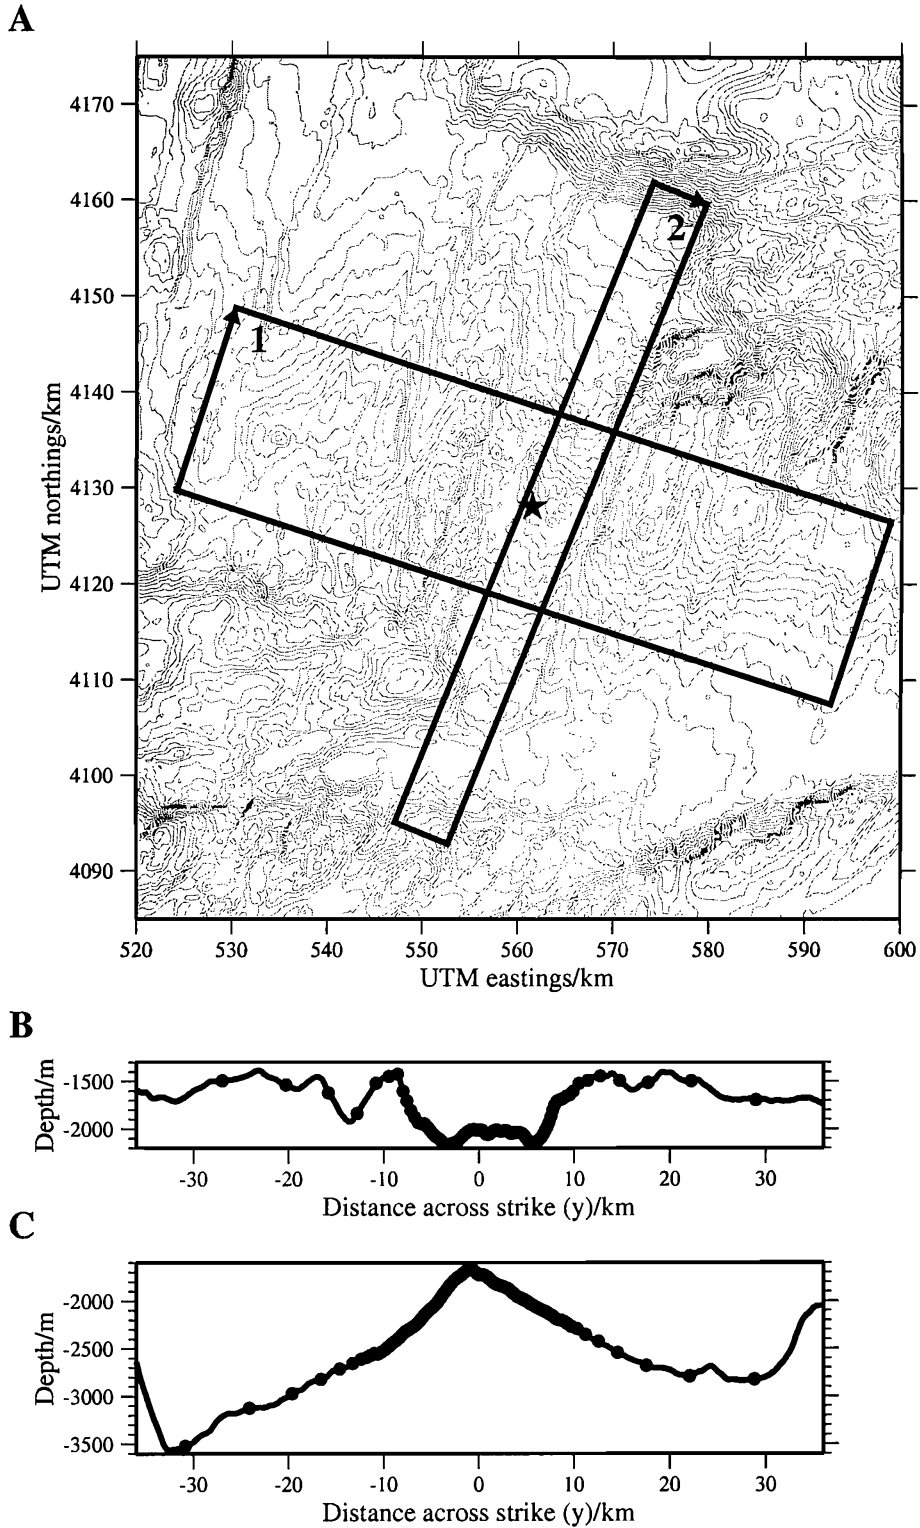 A
4170
4160
4150
4140
4130
4120
4110
4100
4090
UTM northings/km
1
2
520 530 540 550 560 570 580 590 600
UTM eastings/km
B
Depth/m
-1500
-2000
-30 -20 -10 0 10 20 30
Distance across strike (y)/km
C
Depth/m
-2000
-2500
-3000
-3500
-30 -20 -10 0 10 20 30
Distance across strike (y)/km